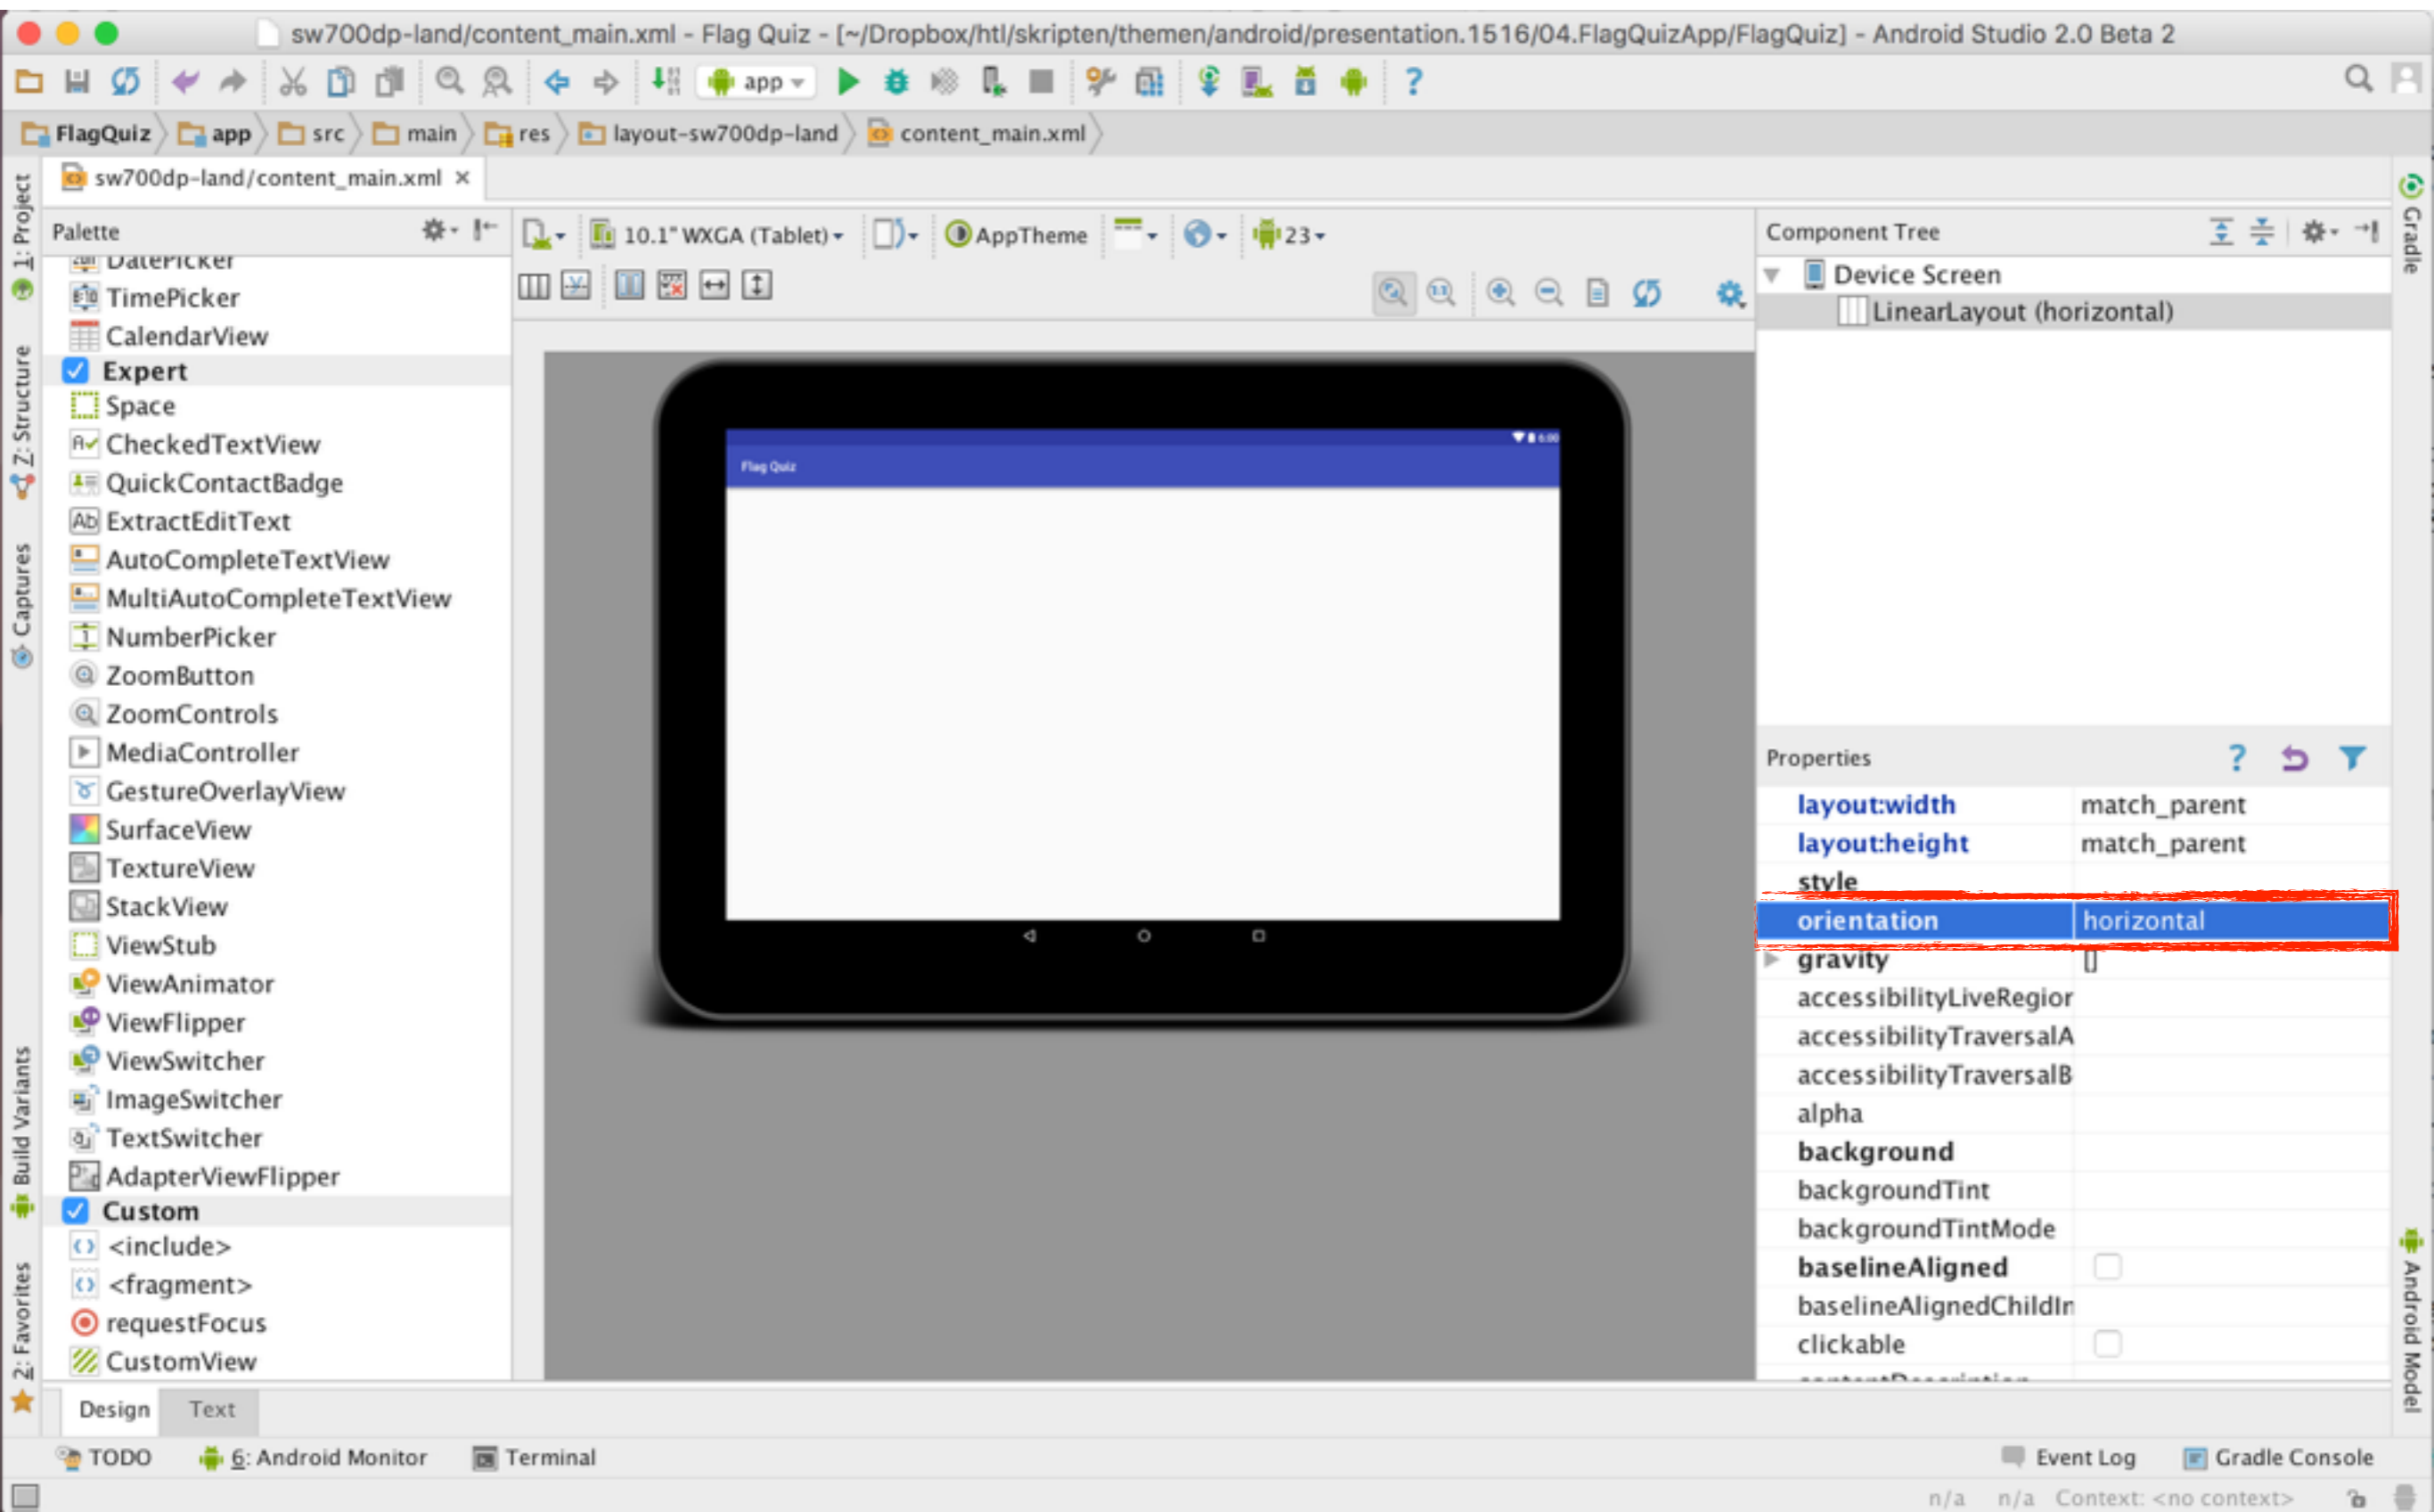 sw700dp-land/content_main.xml - Flag Quiz - [~/Dropbox/htl/skripten/themen/android/presentation.1516/04.FlagQuizApp/FlagQuiz] - Android Studio 2.0 Beta 2
app
?
FlagQuiz app src main res layout-sw700dp-land content_main.xml
sw700dp-land/content_main.xml ×
1: Project
Z: Structure
Captures
Build Variants
2: Favorites
Palette
DatePicker
TimePicker
CalendarView
Expert
Space
CheckedTextView
QuickContactBadge
ExtractEditText
AutoCompleteTextView
MultiAutoCompleteTextView
NumberPicker
ZoomButton
ZoomControls
MediaController
GestureOverlayView
SurfaceView
TextureView
StackView
ViewStub
ViewAnimator
ViewFlipper
ViewSwitcher
ImageSwitcher
TextSwitcher
AdapterViewFlipper
Custom
<include>
<fragment>
requestFocus
CustomView
Design Text
10.1" WXGA (Tablet) AppTheme 23
6:00
Flag Quiz
Component Tree
Device Screen
LinearLayout (horizontal)
Properties ?
layout:width match_parent
layout:height match_parent
style
orientation horizontal
gravity []
accessibilityLiveRegior
accessibilityTraversalA
accessibilityTraversalB
alpha
background
backgroundTint
backgroundTintMode
baselineAligned
baselineAlignedChildIr
clickable
contentDescription
Gradle
Android Model
TODO 6: Android Monitor Terminal Event Log Gradle Console
n/a n/a Context: <no context>